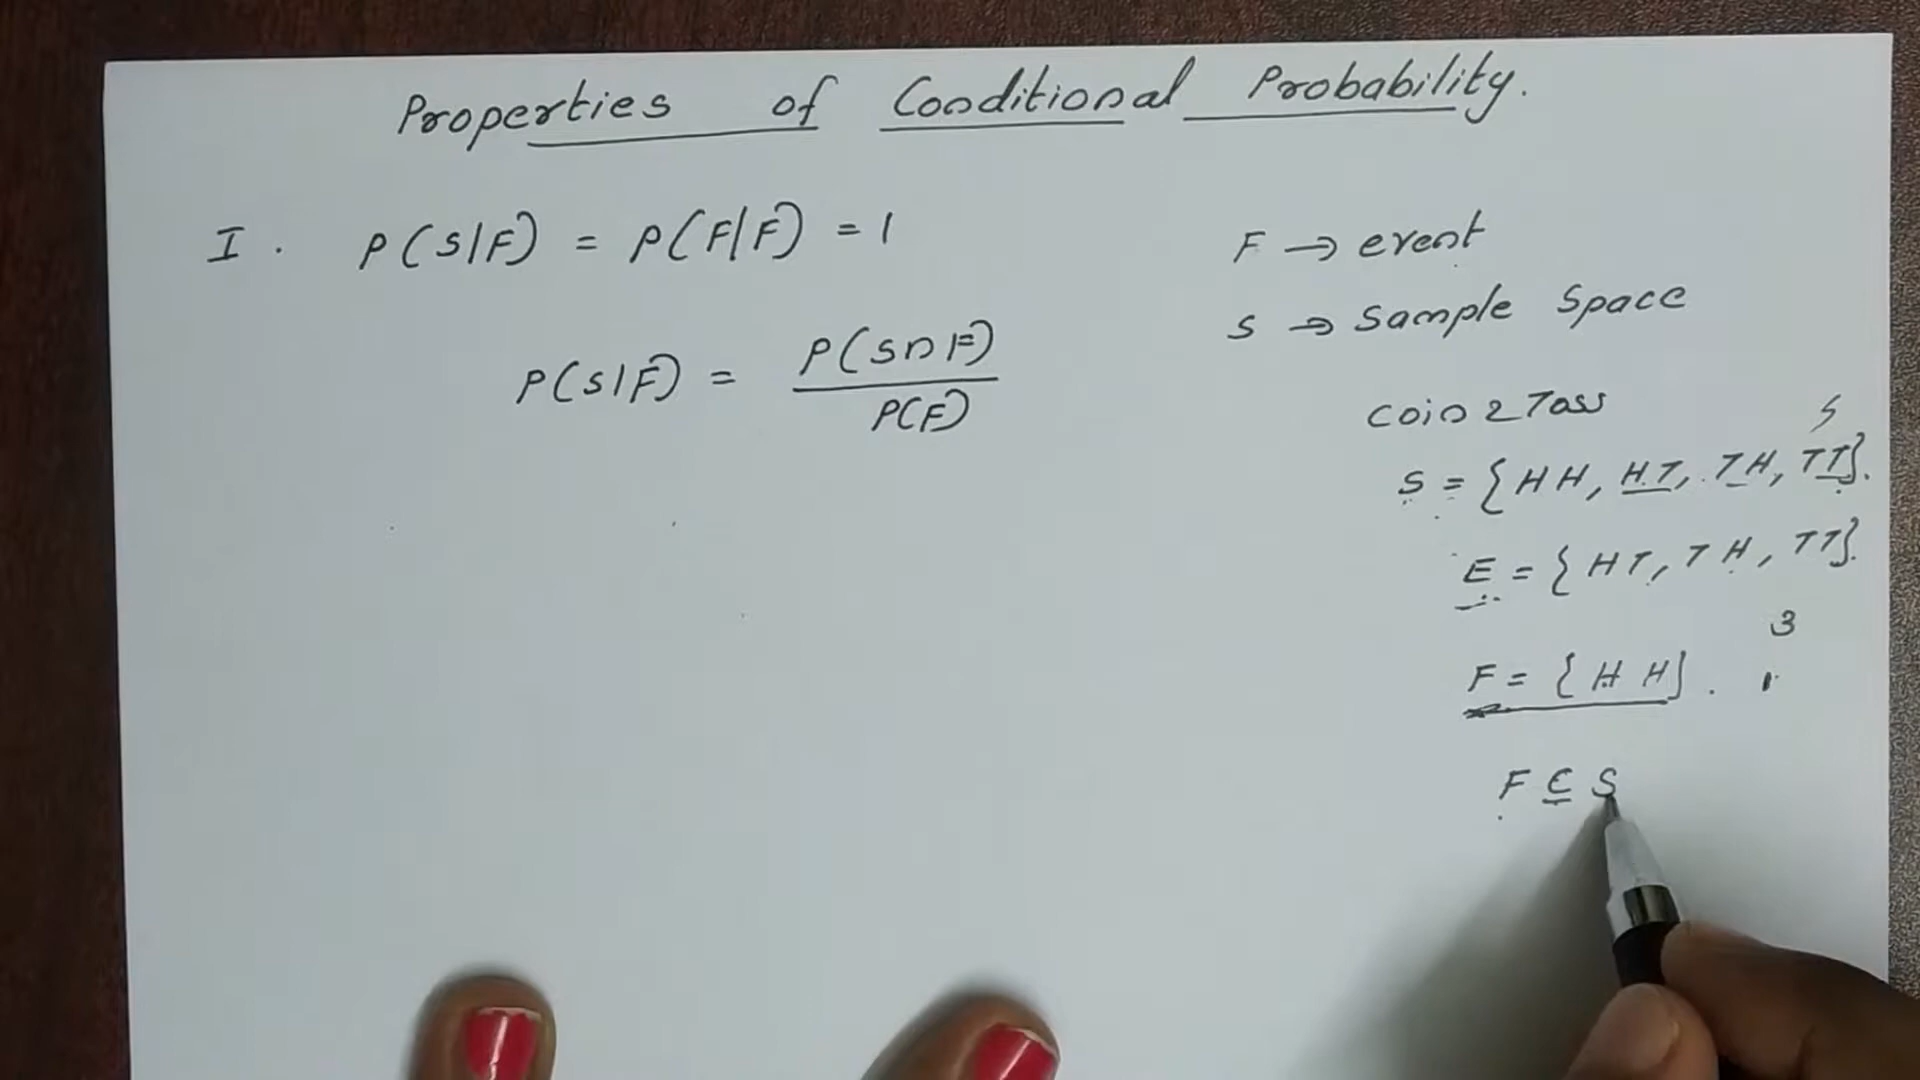 Properties of Conditional Probability.
I. P(S/F) = P(F/F) = 1
P(S/F) = P(S∩F) / P(F)
F → event
S → Sample Space
Coin 2 Toss
S
S = {HH, HT, TH, TT}.
E = {HT, TH, TT}.
3
F = {HH}. 1
F ⊆ S